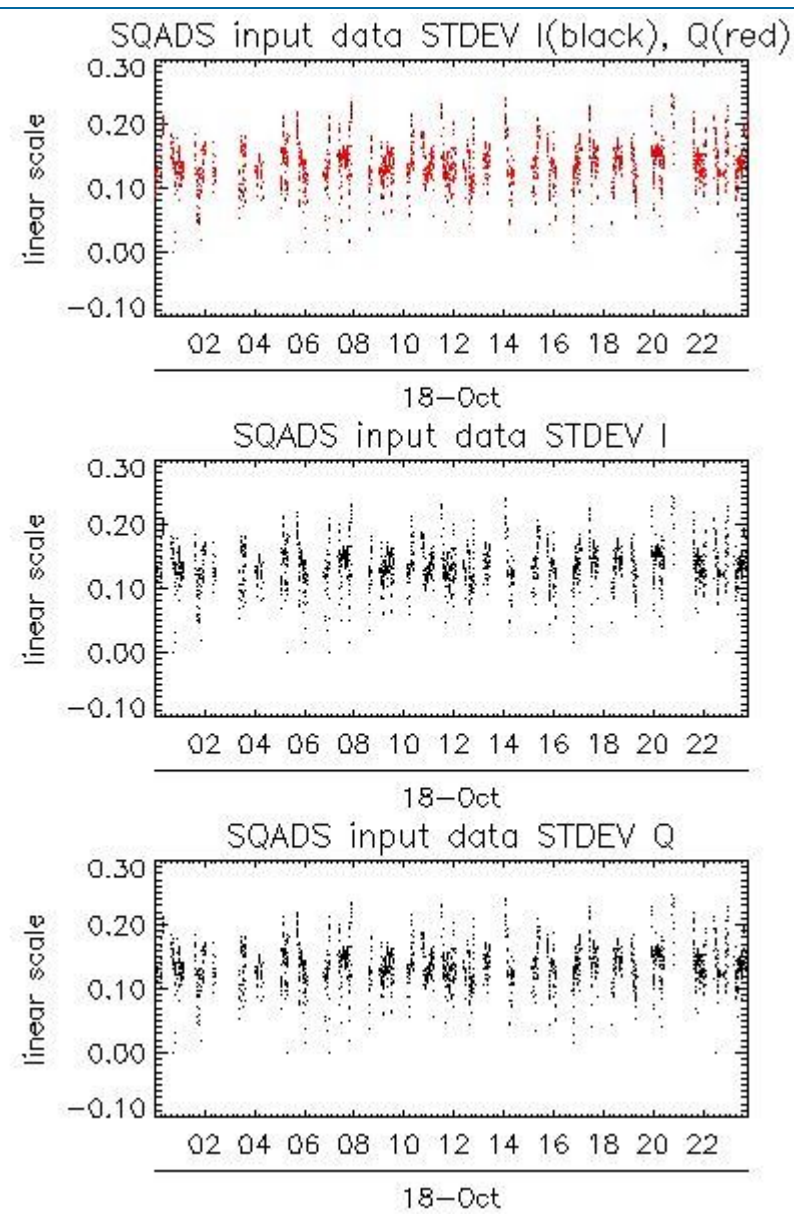 SQADS input data STDEV I(black), Q(red)
0.30
0.20
0.10
0.00
−0.10
linear scale
02 04 06 08 10 12 14 16 18 20 22
18−Oct
SQADS input data STDEV I
0.30
0.20
0.10
0.00
−0.10
linear scale
02 04 06 08 10 12 14 16 18 20 22
18−Oct
SQADS input data STDEV Q
0.30
0.20
0.10
0.00
−0.10
linear scale
02 04 06 08 10 12 14 16 18 20 22
18−Oct